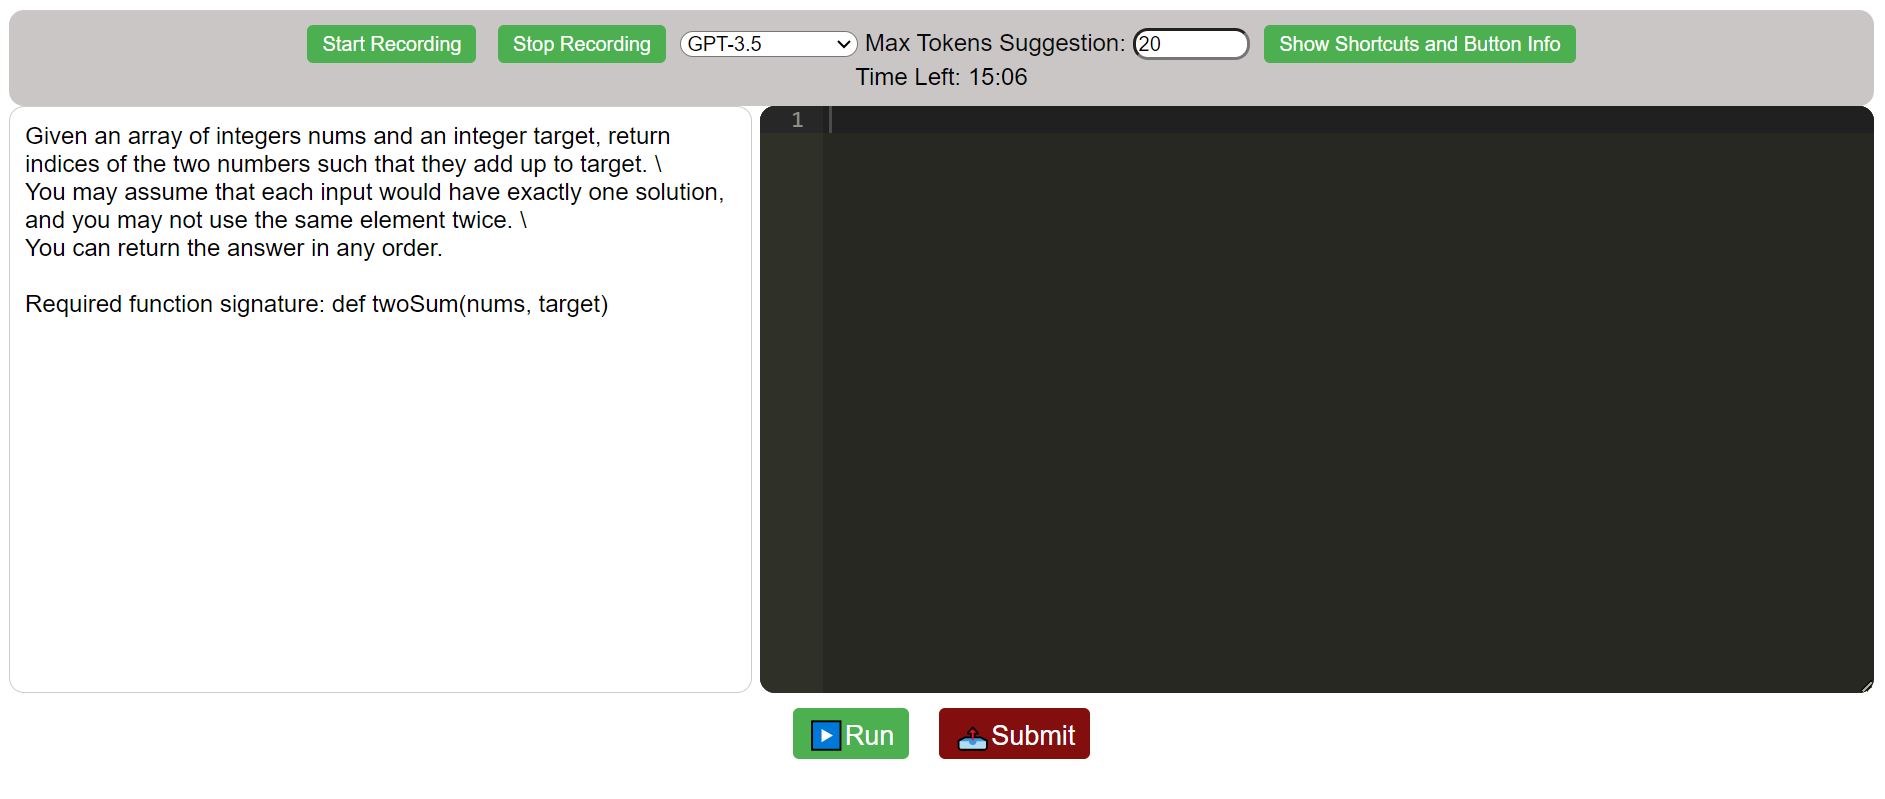 Start Recording Stop Recording GPT-3.5 Max Tokens Suggestion: 20 Show Shortcuts and Button Info
Time Left: 15:06
Given an array of integers nums and an integer target, return
indices of the two numbers such that they add up to target. \
You may assume that each input would have exactly one solution,
and you may not use the same element twice. \
You can return the answer in any order.
Required function signature: def twoSum(nums, target)
1
Run Submit